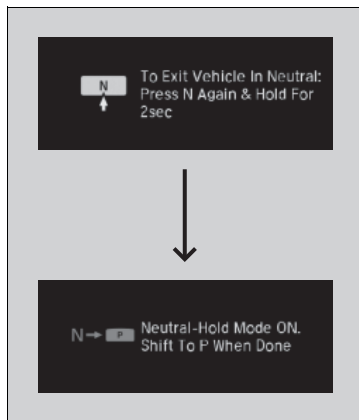 N
To Exit Vehicle In Neutral:
Press N Again & Hold For
2sec
N P
Neutral-Hold Mode ON.
Shift To P When Done